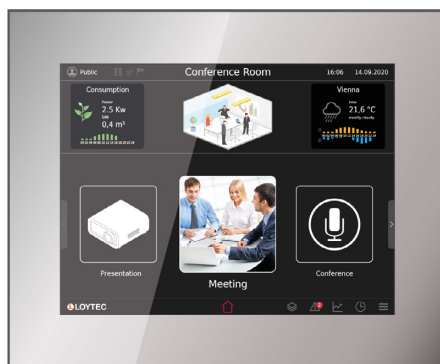 Public
Conference Room
16:06 14.09.2020
Consumption
Power
2.5 Kw
Gas
0,4 m³
Vienna
now
21,6 °C
mostly cloudy
Presentation
Meeting
Conference
LOYTEC